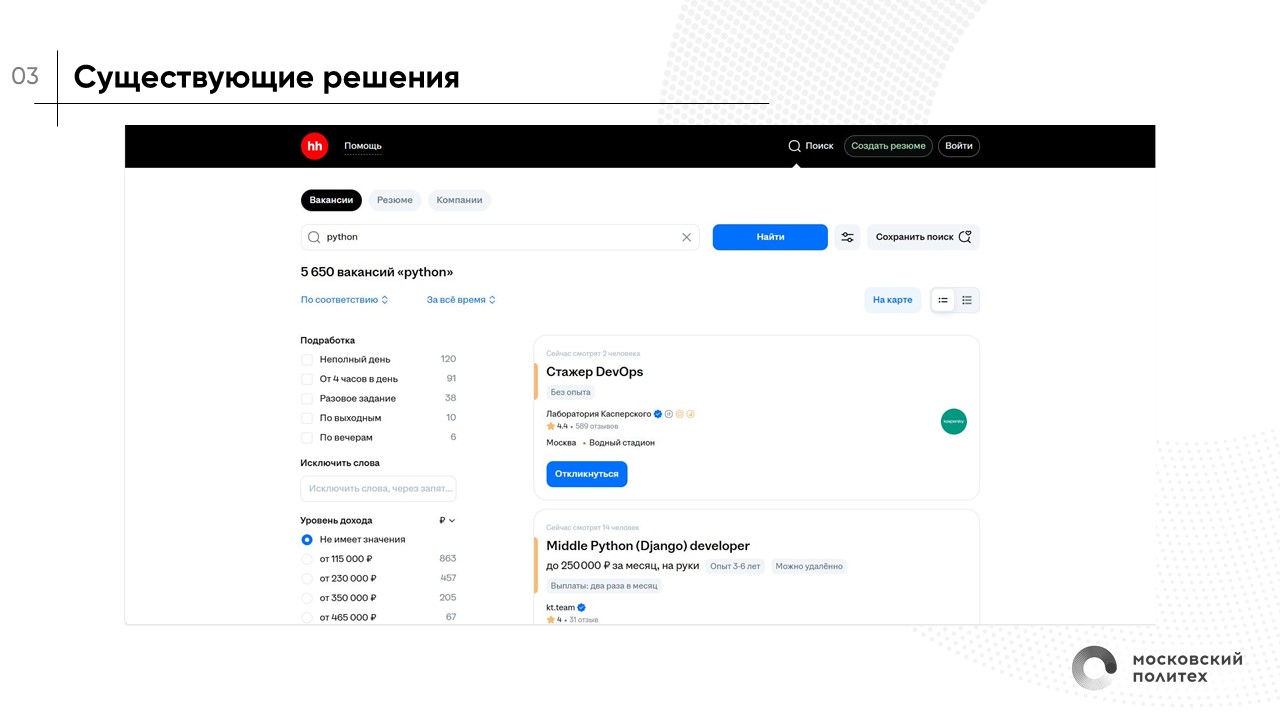 03
Существующие решения
hh Помощь Поиск Создать резюме Войти
Вакансии Резюме Компании
python Найти Сохранить поиск
5 650 вакансий «python»
По соответствию За всё время На карте
Подработка
Неполный день 120
От 4 часов в день 91
Разовое задание 38
По выходным 10
По вечерам 6
Исключить слова
Исключить слова, через запят...
Уровень дохода ₽
Не имеет значения
от 115 000 ₽ 863
от 230 000 ₽ 457
от 350 000 ₽ 205
от 465 000 ₽ 67
Сейчас смотрят 2 человека
Стажер DevOps
Без опыта
Лаборатория Касперского
4,4 • 589 отзывов
kaspersky
Москва • Водный стадион
Откликнуться
Сейчас смотрят 14 человек
Middle Python (Django) developer
до 250 000 ₽ за месяц, на руки Опыт 3-6 лет Можно удалённо
Выплаты: два раза в месяц
kt.team
4 • 31 отзыв
МОСКОВСКИЙ
ПОЛИТЕХ